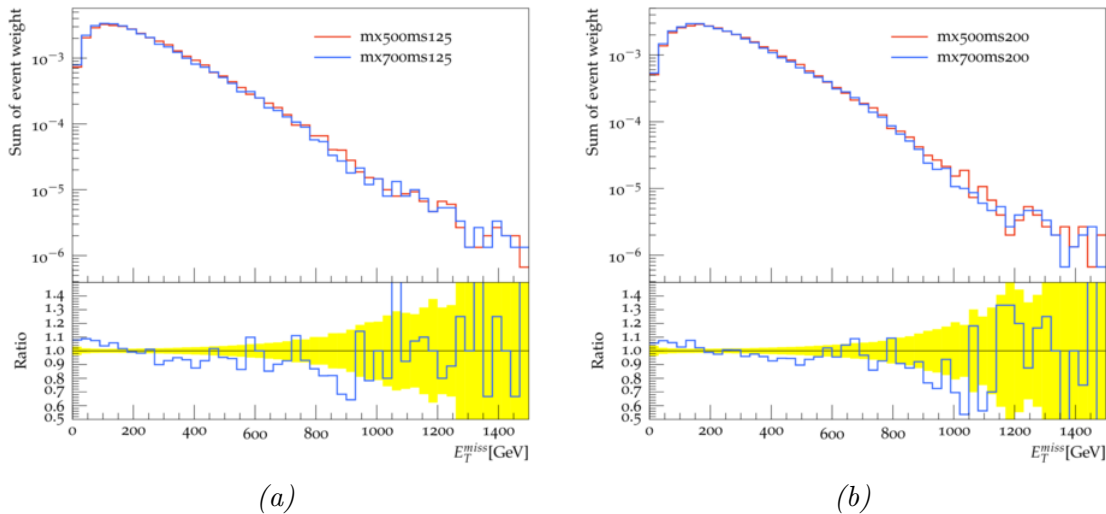 mx500ms125
mx700ms125
Sum of event weight
10⁻³
10⁻⁴
10⁻⁵
10⁻⁶
Ratio
1.4
1.3
1.2
1.1
1.0
0.9
0.8
0.7
0.6
0.5
0 200 400 600 800 1000 1200 1400
E_T^miss[GeV]
(a)
mx500ms200
mx700ms200
Sum of event weight
10⁻³
10⁻⁴
10⁻⁵
10⁻⁶
Ratio
1.4
1.3
1.2
1.1
1.0
0.9
0.8
0.7
0.6
0.5
0 200 400 600 800 1000 1200 1400
E_T^miss[GeV]
(b)